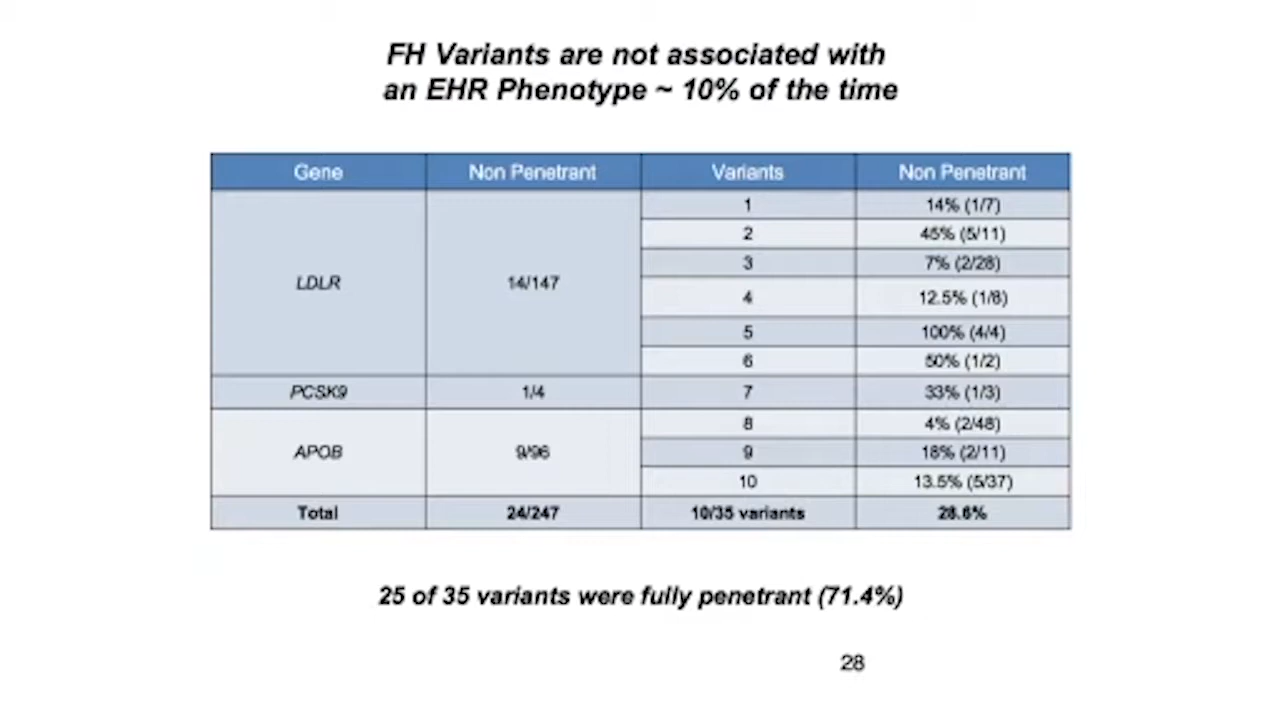 FH Variants are not associated with
an EHR Phenotype ~ 10% of the time
Gene Non Penetrant Variants Non Penetrant
LDLR 14/147 1 14% (1/7)
2 45% (5/11)
3 7% (2/28)
4 12.5% (1/8)
5 100% (4/4)
6 50% (1/2)
PCSK9 1/4 7 33% (1/3)
APOB 9/96 8 4% (2/48)
9 18% (2/11)
10 13.5% (5/37)
Total 24/247 10/35 variants 28.6%
25 of 35 variants were fully penetrant (71.4%)
28